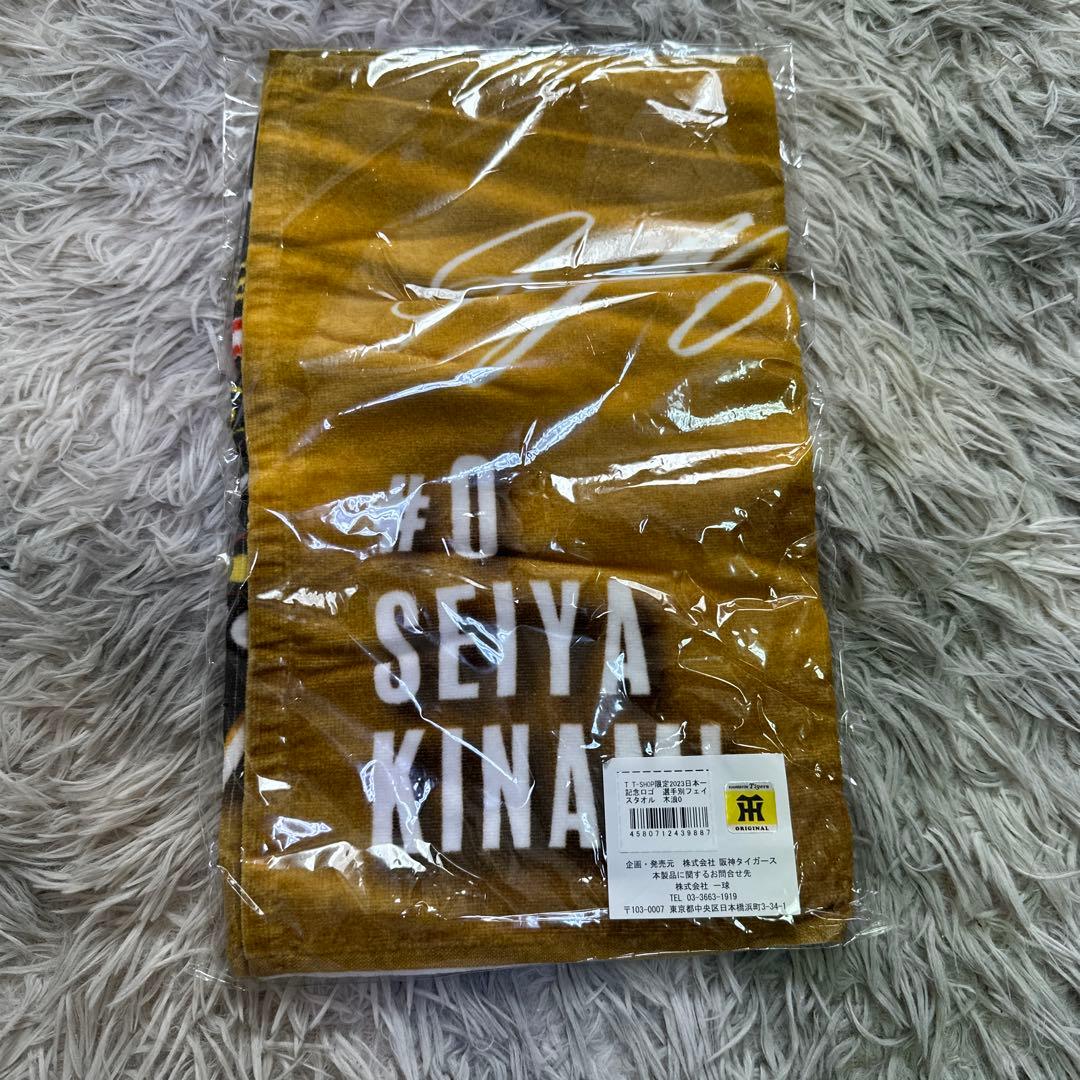 #0
SEIYA
KINAMI
T T-SHOP限定2023日本一
記念ロゴ 選手別フェイ
スタオル 木浪0
4580712439887
HANSHIN Tigers
ORIGINAL
企画・発売元 株式会社 阪神タイガース
本製品に関するお問合せ先
株式会社 一球
TEL 03-3663-1919
〒103-0007 東京都中央区日本橋浜町3-34-1